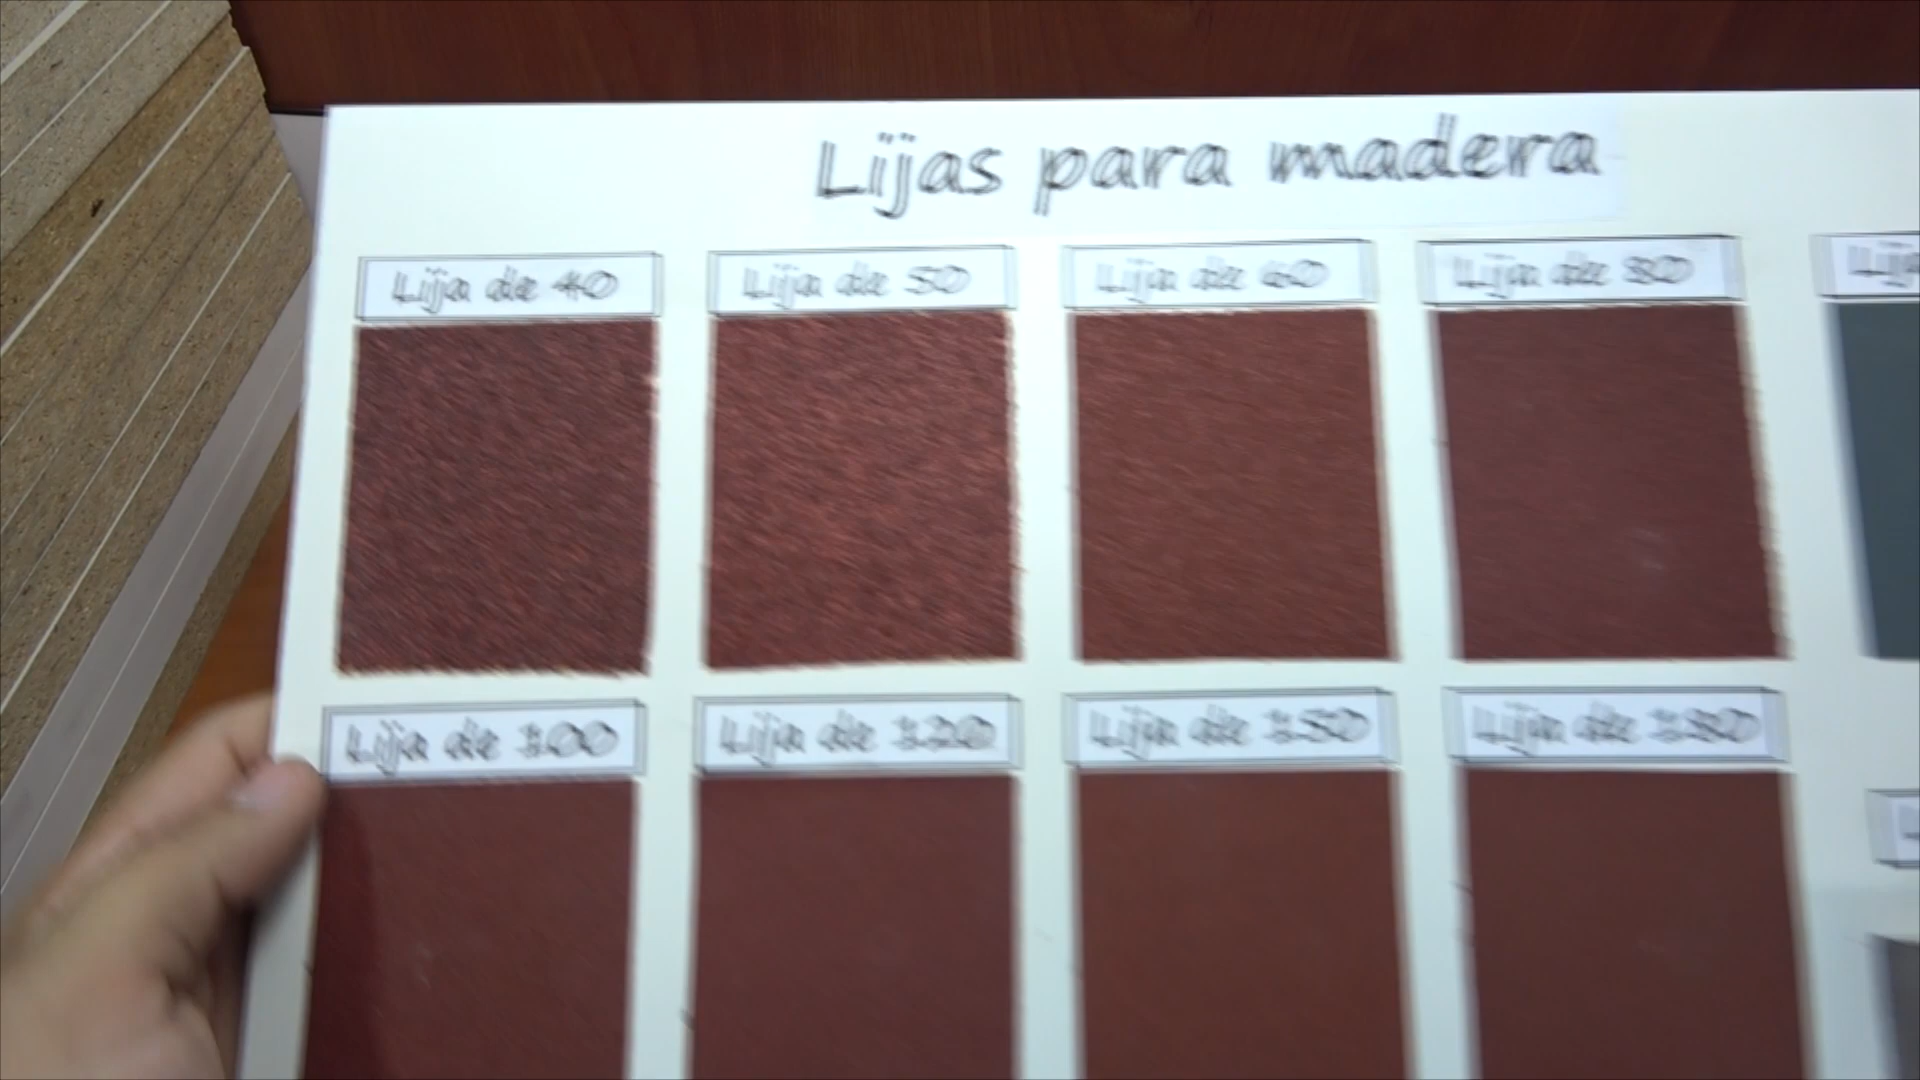 Lijas para madera
Lija de 40
Lija de 50
Lija de 60
Lija de 80
Lija de 100
Lija de 120
Lija de 150
Lija de 180